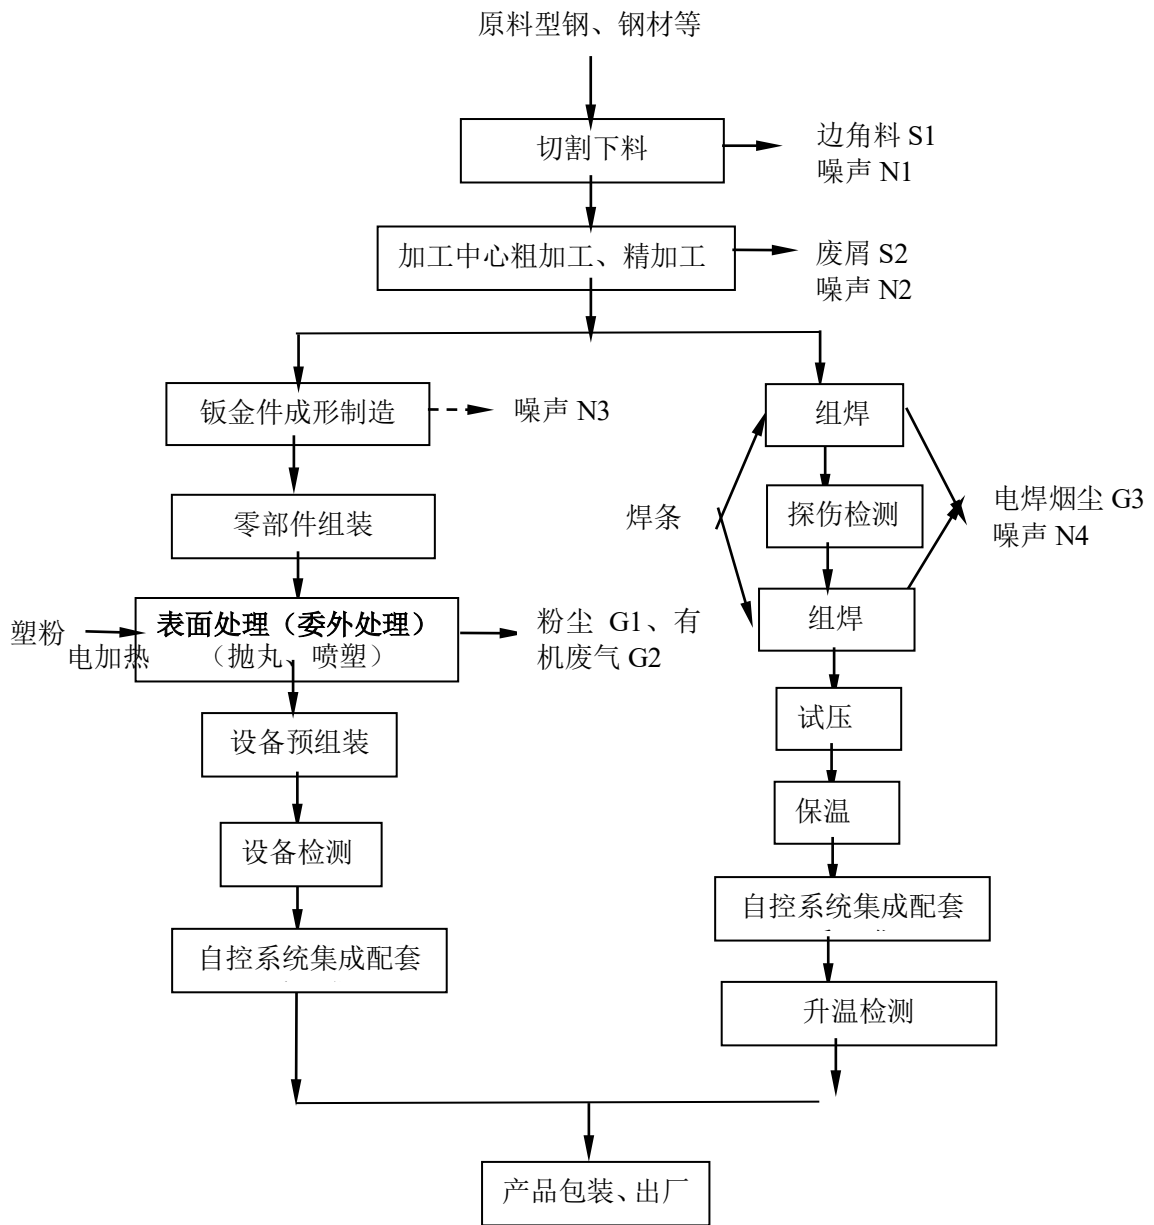 原料型钢、钢材等
切割下料
边角料 S1
噪声 N1
加工中心粗加工、精加工
废屑 S2
噪声 N2
钣金件成形制造
噪声 N3
组焊
零部件组装
焊条
探伤检测
电焊烟尘 G3
噪声 N4
塑粉
电加热
表面处理（委外处理）
（抛丸、喷塑）
粉尘 G1、有
机废气 G2
组焊
设备预组装
试压
设备检测
保温
自控系统集成配套
自控系统集成配套
升温检测
产品包装、出厂